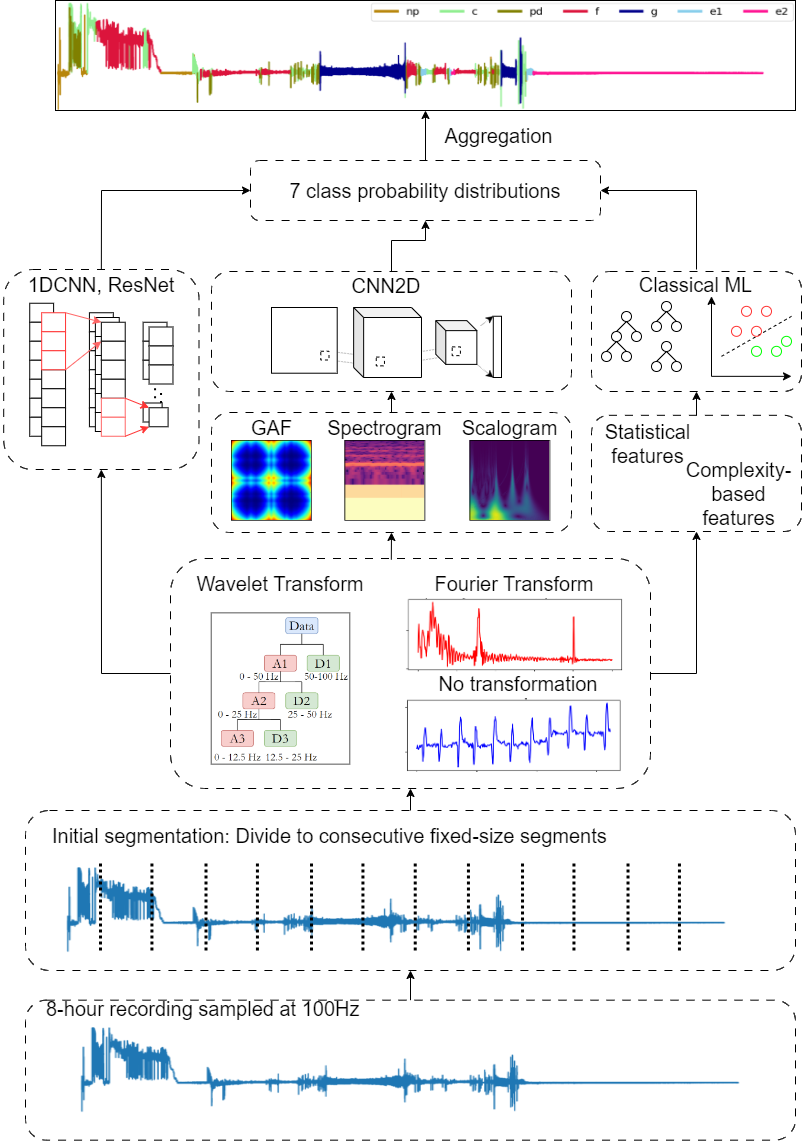 np c pd f g e1 e2
Aggregation
7 class probability distributions
1DCNN, ResNet
CNN2D
Classical ML
GAF
Spectrogram
Scalogram
Statistical
features
Complexity-
based
features
Wavelet Transform
Data
A1 D1
0 - 50 Hz 50-100 Hz
A2 D2
0 - 25 Hz 25 - 50 Hz
A3 D3
0 - 12.5 Hz 12.5 - 25 Hz
Fourier Transform
No transformation
Initial segmentation: Divide to consecutive fixed-size segments
8-hour recording sampled at 100Hz